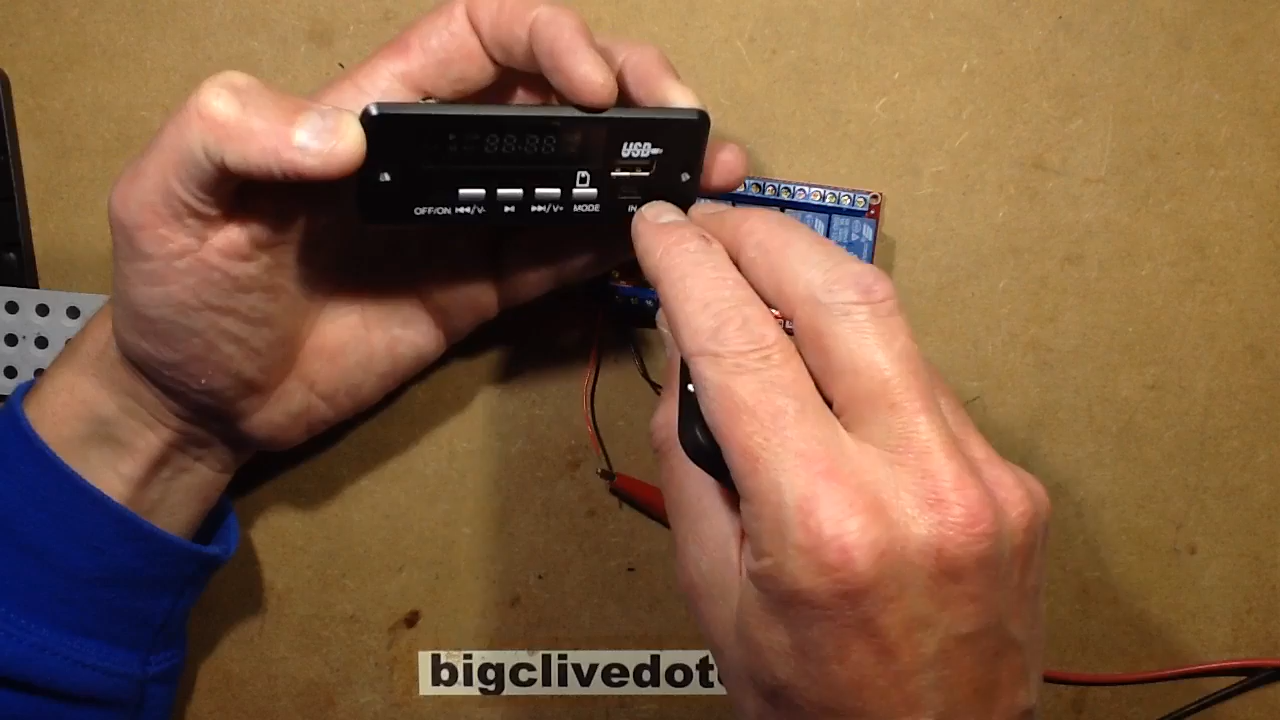 88:88
USB
OFF/ON ⏮/V- ⏯ ⏭/V+ MODE IN
bigclivedot